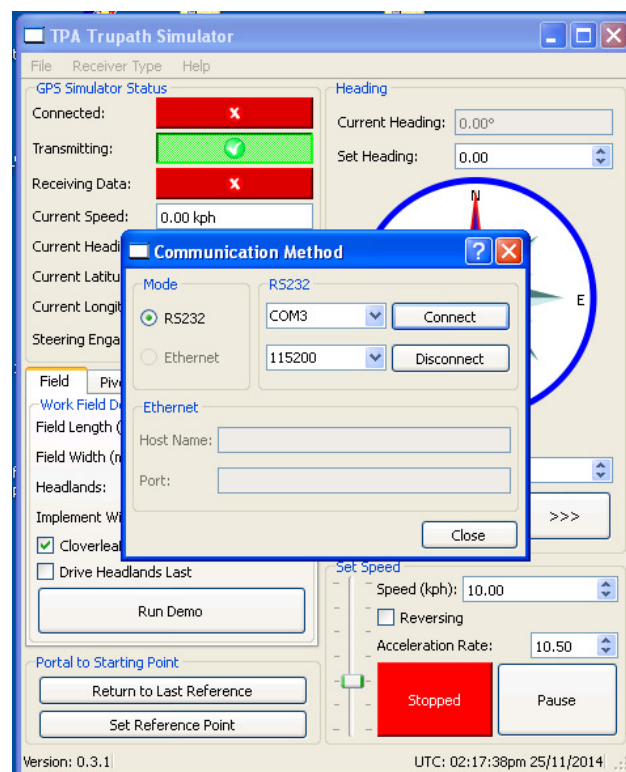 TPA Trupath Simulator
File Receiver Type Help
GPS Simulator Status
Connected:
Transmitting:
Receiving Data:
Current Speed: 0.00 kph
Current Headi
Current Latitu
Current Longit
Steering Enga
Heading
Current Heading: 0.00°
Set Heading: 0.00
N
E
Communication Method
Mode
RS232
Ethernet
RS232
COM3 Connect
115200 Disconnect
Ethernet
Host Name:
Port:
Close
Field Piv
Work Field D
Field Length (
Field Width (
Headlands:
Implement Wi
Cloverlea
Drive Headlands Last
Run Demo
>>>
Portal to Starting Point
Return to Last Reference
Set Reference Point
Set Speed
Speed (kph): 10.00
Reversing
Acceleration Rate: 10.50
Stopped Pause
Version: 0.3.1 UTC: 02:17:38pm 25/11/2014